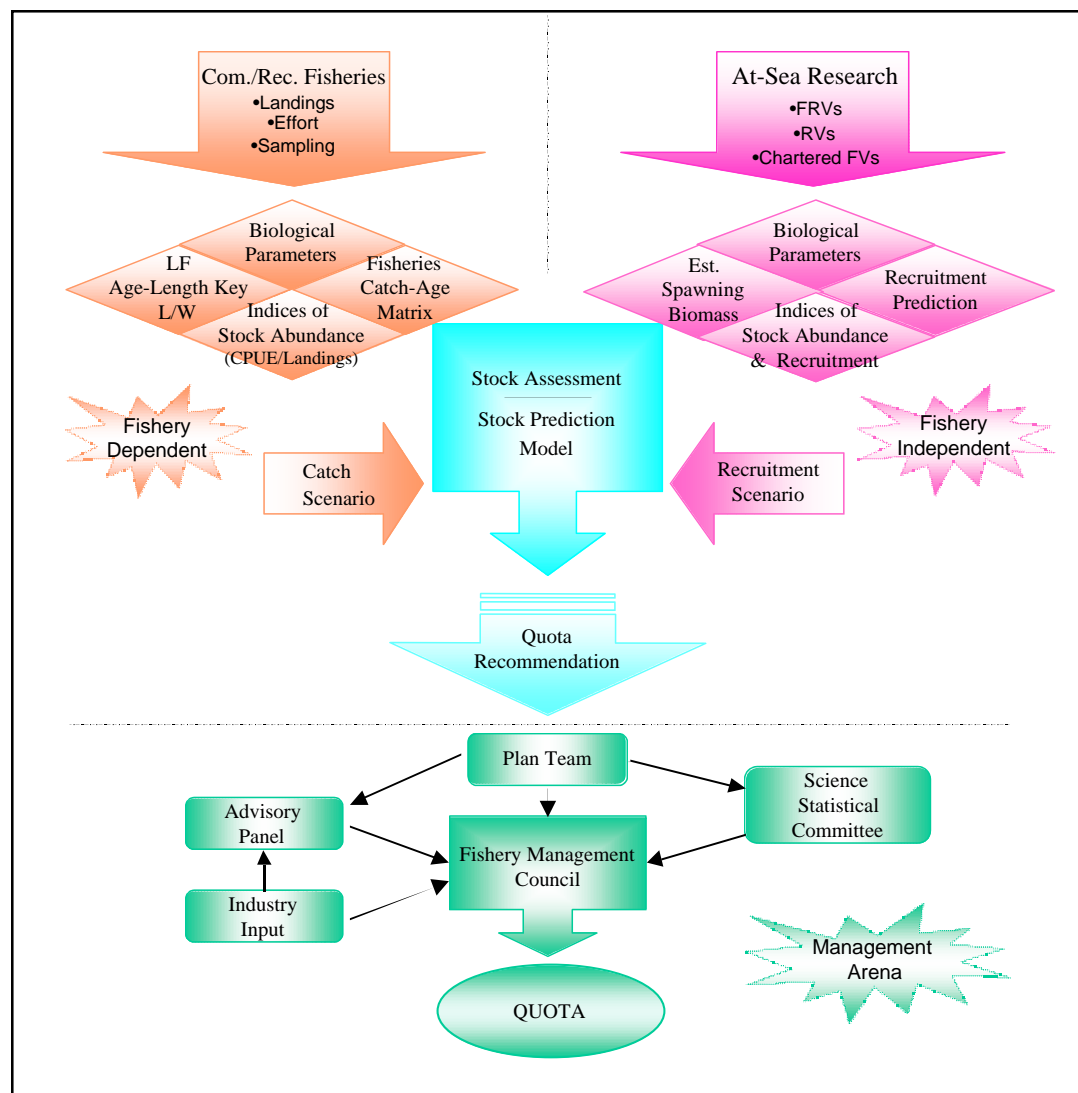 Com./Rec. Fisheries
•Landings
•Effort
•Sampling
At-Sea Research
•FRVs
•RVs
•Chartered FVs
Biological
Parameters
LF
Age-Length Key
L/W
Fisheries
Catch-Age
Matrix
Indices of
Stock Abundance
(CPUE/Landings)
Biological
Parameters
Est.
Spawning
Biomass
Recruitment
Prediction
Indices of
Stock Abundance
& Recruitment
Stock Assessment
Stock Prediction
Model
Fishery
Dependent
Fishery
Independent
Catch
Scenario
Recruitment
Scenario
Quota
Recommendation
Plan Team
Advisory
Panel
Science
Statistical
Committee
Fishery Management
Council
Industry
Input
Management
Arena
QUOTA